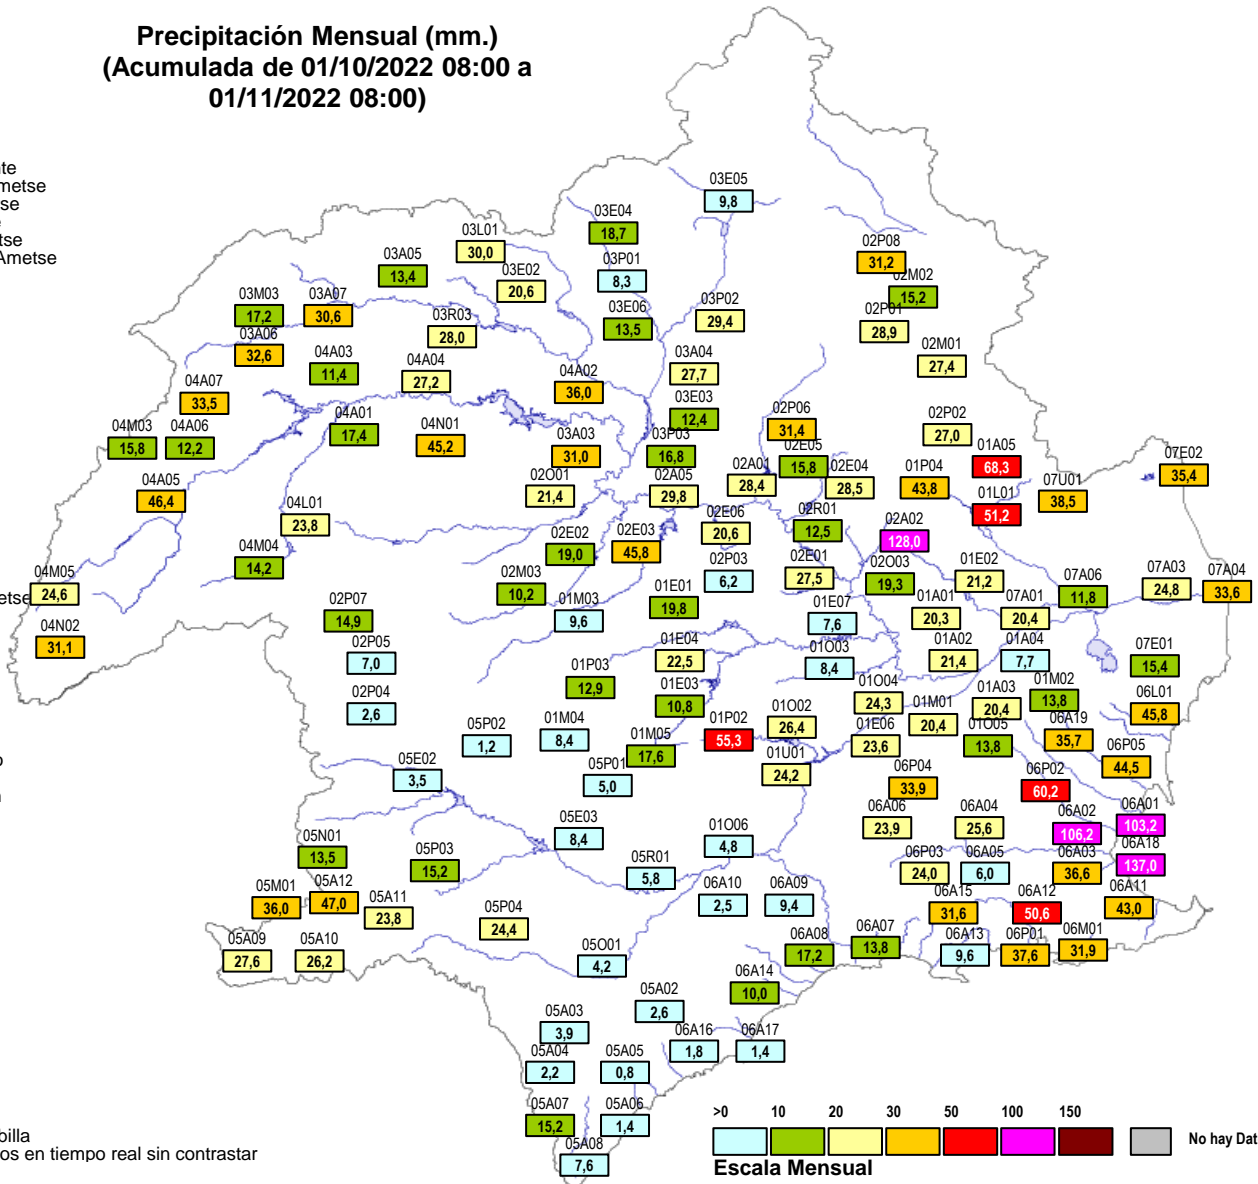 Precipitación Mensual (mm.)
(Acumulada de 01/10/2022 08:00 a
01/11/2022 08:00)
te
metse
se
tse
Ametse
03E05
9,8
03E04
18,7
03L01
30,0
02P08
31,2
03A05
13,4
03E02
20,6
03P01
8,3
02M02
15,2
03M03
17,2
03A07
30,6
03R03
28,0
03E06
13,5
03P02
29,4
02P01
28,9
03A06
32,6
04A03
11,4
04A04
27,2
04A02
36,0
03A04
27,7
02M01
27,4
04A07
33,5
04A01
17,4
04N01
45,2
03E03
12,4
02P06
31,4
02P02
27,0
04M03
15,8
04A06
12,2
03A03
31,0
03P03
16,8
02E05
15,8
01A05
68,3
07E02
35,4
04A05
46,4
02O01
21,4
02A05
29,8
02A01
28,4
02E04
28,5
01P04
43,8
07U01
38,5
04L01
23,8
02E06
20,6
02R01
12,5
01L01
51,2
02A02
128,0
04M04
14,2
02E02
19,0
02E03
45,8
02P03
6,2
02E01
27,5
02O03
19,3
01E02
21,2
04M05
24,6
etse
02M03
10,2
01M03
9,6
01E01
19,8
01E07
7,6
01A01
20,3
07A01
20,4
07A06
11,8
07A03
24,8
07A04
33,6
04N02
31,1
02P07
14,9
02P05
7,0
01E04
22,5
01O03
8,4
01A02
21,4
01A04
7,7
07E01
15,4
02P04
2,6
01P03
12,9
01E03
10,8
01O04
24,3
01A03
20,4
01M02
13,8
06L01
45,8
05P02
1,2
01M04
8,4
01M05
17,6
01P02
55,3
01O02
26,4
01E06
23,6
01M01
20,4
01O05
13,8
06A19
35,7
06P05
44,5
05E02
3,5
05P01
5,0
01U01
24,2
06P04
33,9
06P02
60,2
05E03
8,4
01O06
4,8
06A06
23,9
06A04
25,6
06A02
106,2
06A01
103,2
05N01
13,5
05P03
15,2
05R01
5,8
06P03
24,0
06A05
6,0
06A03
36,6
06A18
137,0
05M01
36,0
05A12
47,0
05A11
23,8
05P04
24,4
06A10
2,5
06A09
9,4
06A15
31,6
06A12
50,6
06A11
43,0
05A09
27,6
05A10
26,2
05O01
4,2
06A08
17,2
06A07
13,8
06A13
9,6
06P01
37,6
06M01
31,9
05A03
3,9
05A02
2,6
06A14
10,0
05A04
2,2
05A05
0,8
06A16
1,8
06A17
1,4
05A07
15,2
05A06
1,4
05A08
7,6
billa
os en tiempo real sin contrastar
>0 10 20 30 50 100 150
No hay Dat
Escala Mensual